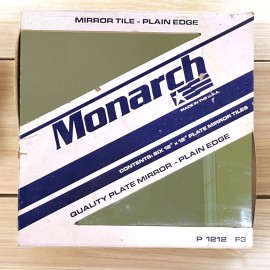 MIRROR TILE - PLAIN EDGE
Monarch
MADE IN THE U.S.A.
CONTENTS: SIX 12" x 12" PLATE MIRROR TILES
QUALITY PLATE MIRROR - PLAIN EDGE
P 1212 F3